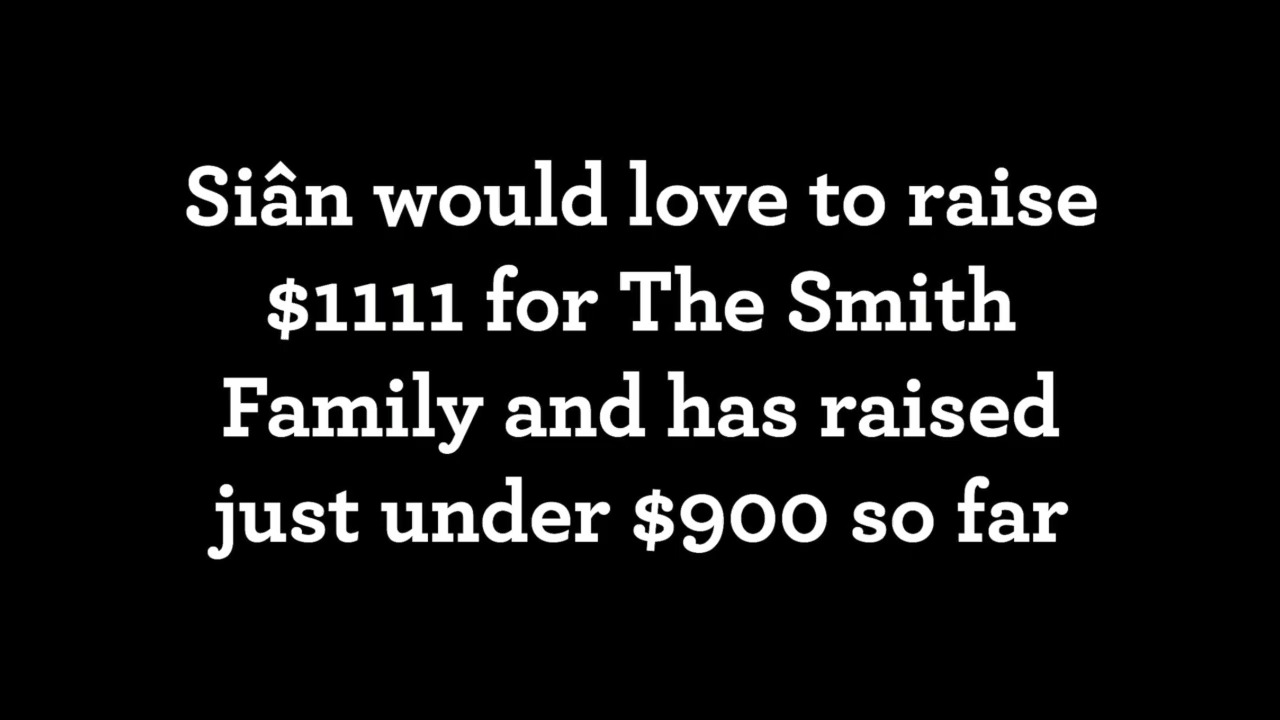 Siân would love to raise
$1111 for The Smith
Family and has raised
just under $900 so far